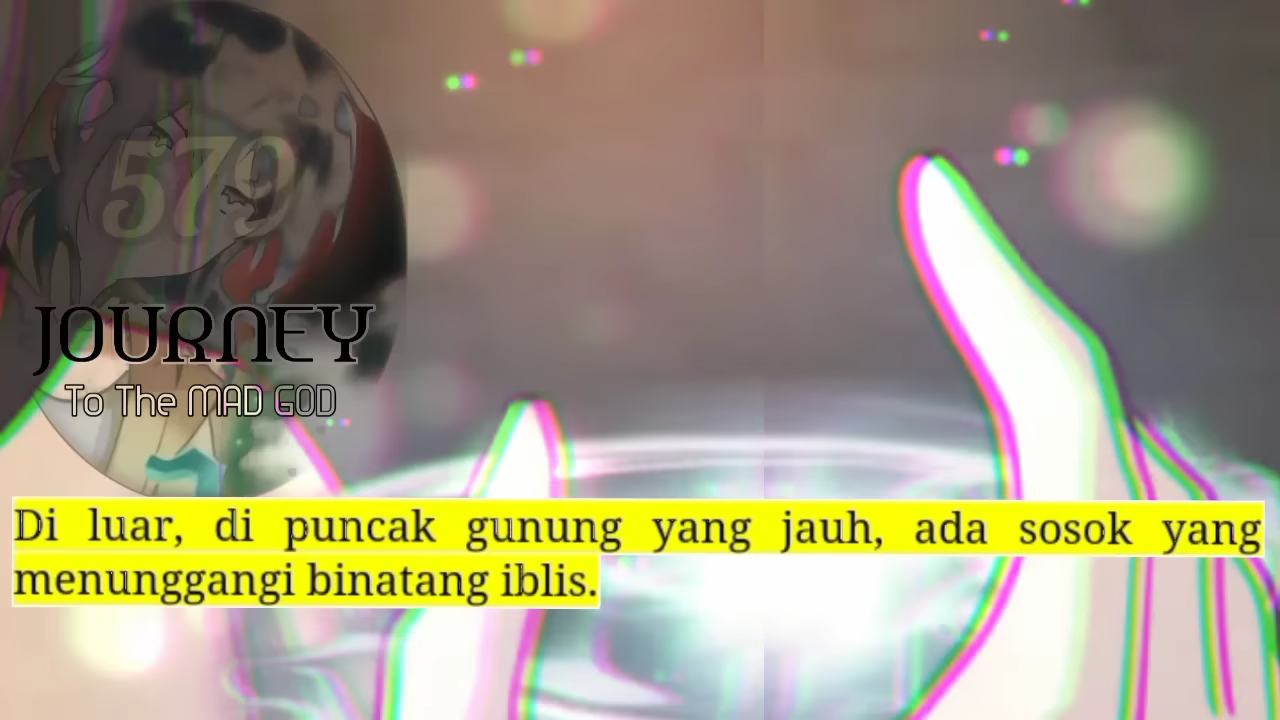 579
JOURNEY
To The MAD GOD
Di luar, di puncak gunung yang jauh, ada sosok yang
menunggangi binatang iblis.